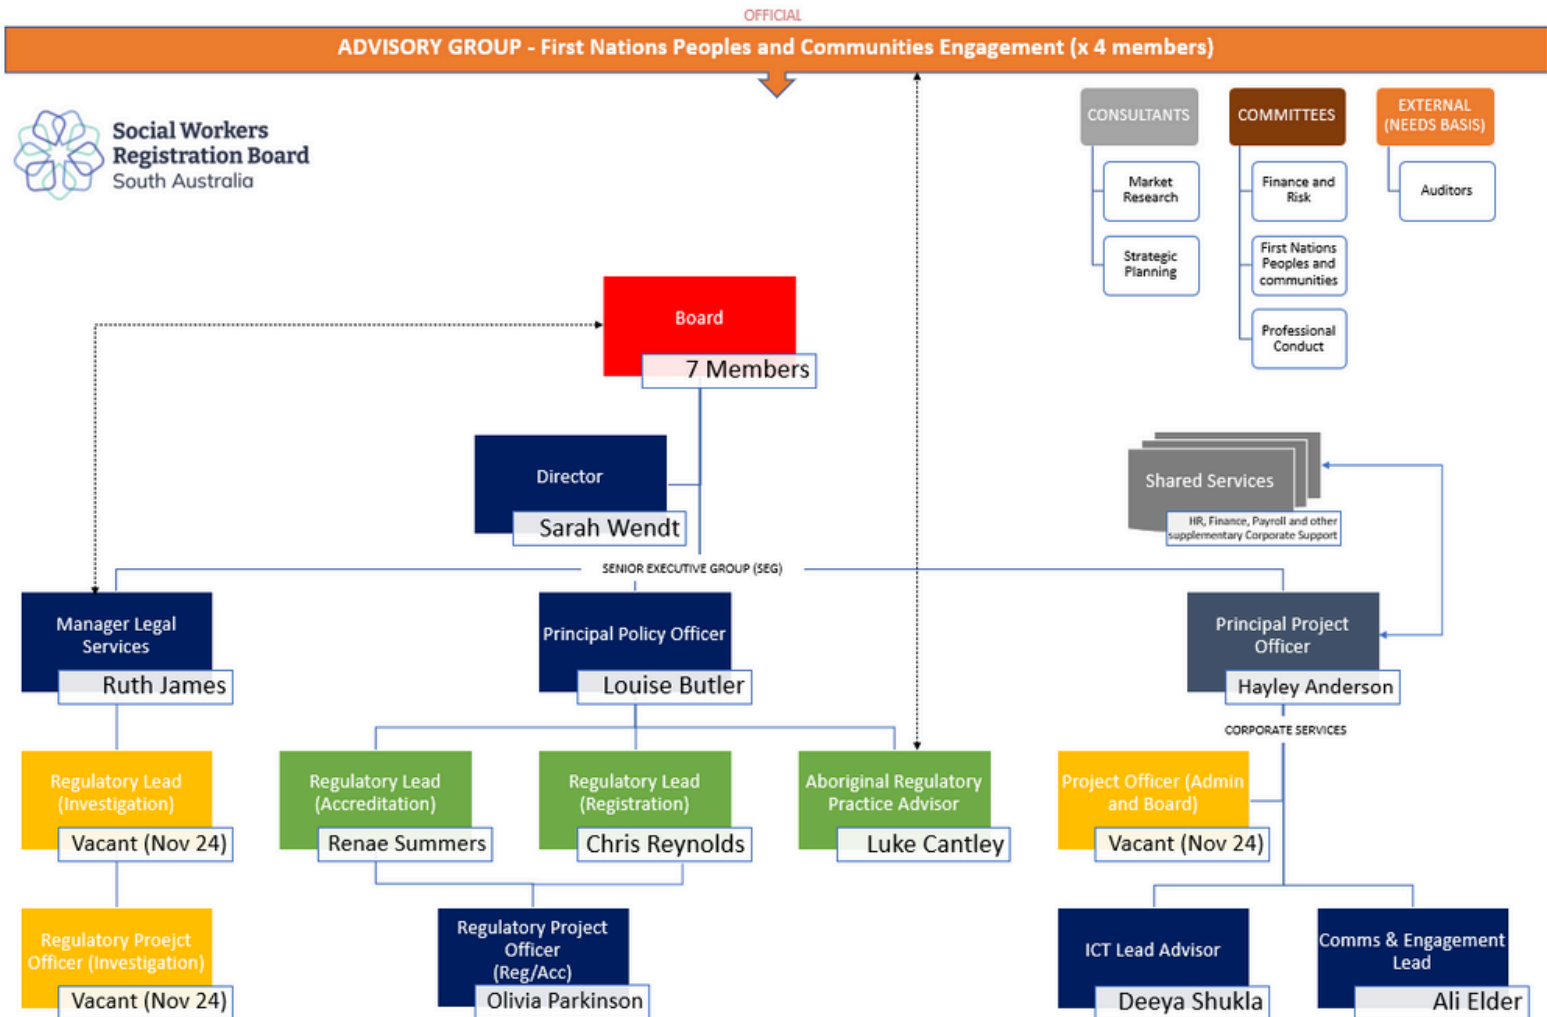 OFFICIAL
ADVISORY GROUP - First Nations Peoples and Communities Engagement (x 4 members)
Social Workers
Registration Board
South Australia
CONSULTANTS
Market
Research
Strategic
Planning
COMMITTEES
Finance and
Risk
First Nations
Peoples and
communities
Professional
Conduct
EXTERNAL
(NEEDS BASIS)
Auditors
Board
7 Members
Director
Sarah Wendt
Shared Services
HR, Finance, Payroll and other
supplementary Corporate Support
SENIOR EXECUTIVE GROUP (SEG)
Manager Legal
Services
Ruth James
Principal Policy Officer
Louise Butler
Principal Project
Officer
Hayley Anderson
CORPORATE SERVICES
Regulatory Lead
(Investigation)
Vacant (Nov 24)
Regulatory Lead
(Accreditation)
Renae Summers
Regulatory Lead
(Registration)
Chris Reynolds
Aboriginal Regulatory
Practice Advisor
Luke Cantley
Project Officer (Admin
and Board)
Vacant (Nov 24)
Regulatory Proejct
Officer (Investigation)
Vacant (Nov 24)
Regulatory Project
Officer
(Reg/Acc)
Olivia Parkinson
ICT Lead Advisor
Deeya Shukla
Comms & Engagement
Lead
Ali Elder